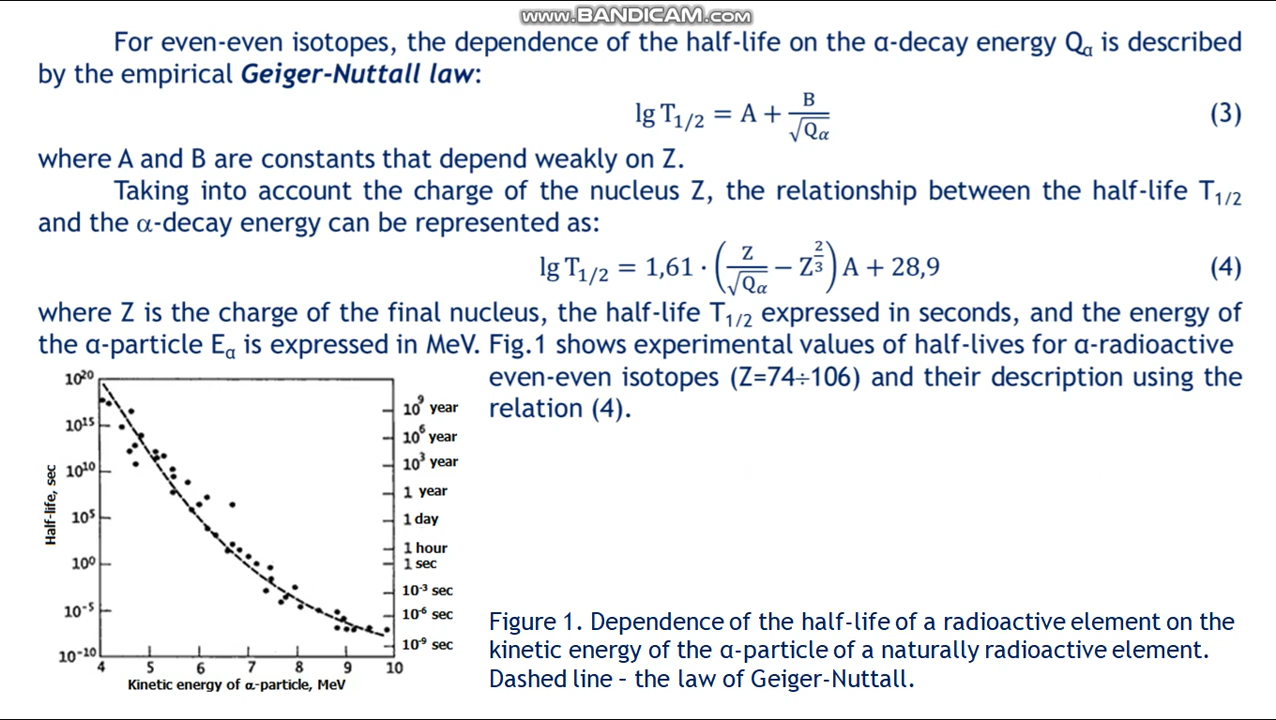 www.BANDICAM.com
For even-even isotopes, the dependence of the half-life on the α-decay energy Qα is described
by the empirical Geiger-Nuttall law:
lg T1/2 = A + B/√Qα (3)
where A and B are constants that depend weakly on Z.
Taking into account the charge of the nucleus Z, the relationship between the half-life T1/2
and the α-decay energy can be represented as:
lg T1/2 = 1,61 · (Z/√Qα − Z^(2/3)) A + 28,9 (4)
where Z is the charge of the final nucleus, the half-life T1/2 expressed in seconds, and the energy of
the α-particle Eα is expressed in MeV. Fig.1 shows experimental values of half-lives for α-radioactive
even-even isotopes (Z=74÷106) and their description using the
relation (4).
Half-life, sec
10^20
10^15
10^10
10^5
10^0
10^-5
10^-10
10^9 year
10^6 year
10^3 year
1 year
1 day
1 hour
1 sec
10^-3 sec
10^-6 sec
10^-9 sec
4 5 6 7 8 9 10
Kinetic energy of α-particle, MeV
Figure 1. Dependence of the half-life of a radioactive element on the
kinetic energy of the α-particle of a naturally radioactive element.
Dashed line – the law of Geiger-Nuttall.